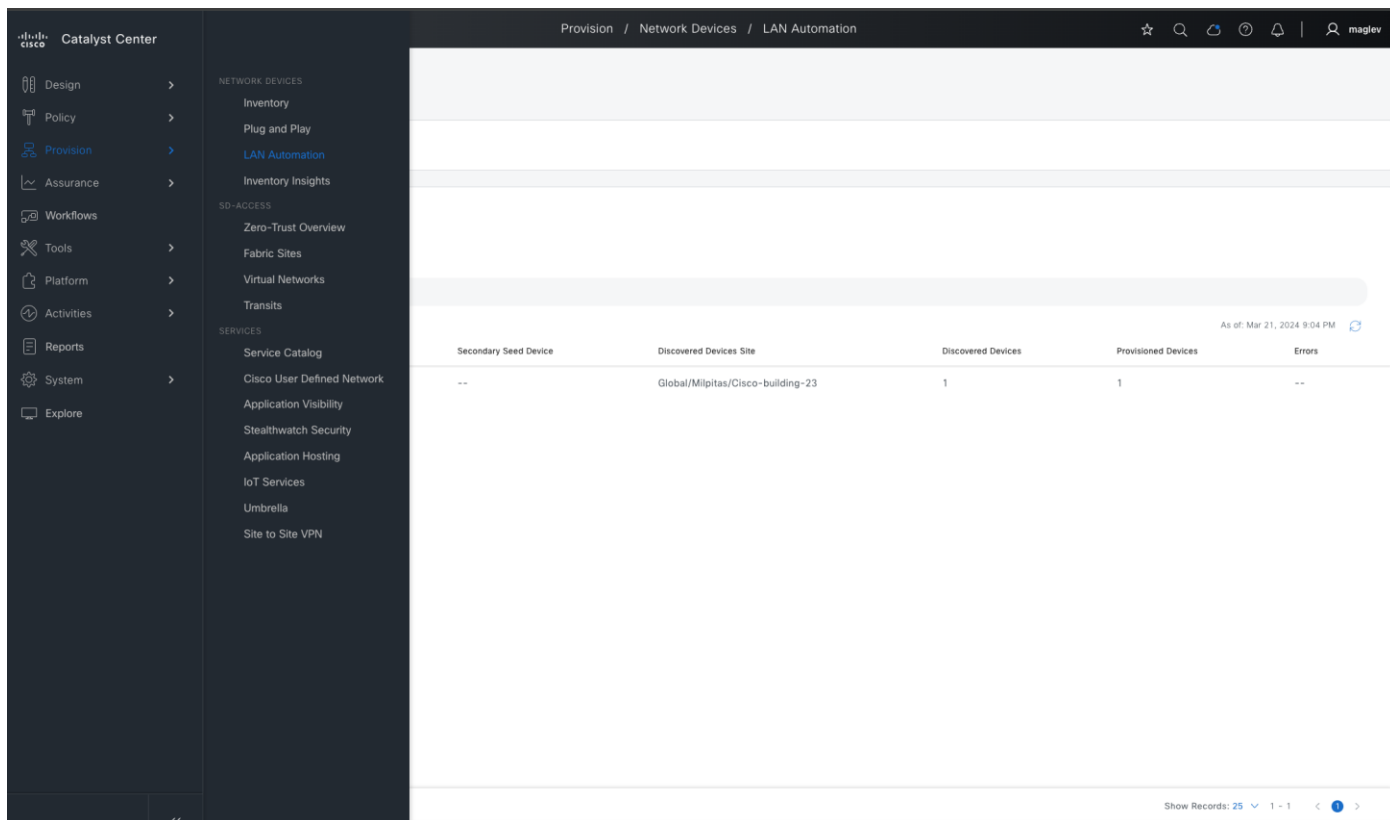 cisco Catalyst Center
Provision / Network Devices / LAN Automation
maglev
Design
Policy
Provision
Assurance
Workflows
Tools
Platform
Activities
Reports
System
Explore
NETWORK DEVICES
Inventory
Plug and Play
LAN Automation
Inventory Insights
SD-ACCESS
Zero-Trust Overview
Fabric Sites
Virtual Networks
Transits
SERVICES
Service Catalog
Cisco User Defined Network
Application Visibility
Stealthwatch Security
Application Hosting
IoT Services
Umbrella
Site to Site VPN
As of: Mar 21, 2024 9:04 PM
Secondary Seed Device Discovered Devices Site Discovered Devices Provisioned Devices Errors
-- Global/Milpitas/Cisco-building-23 1 1 --
Show Records: 25 1 - 1 < 1 >